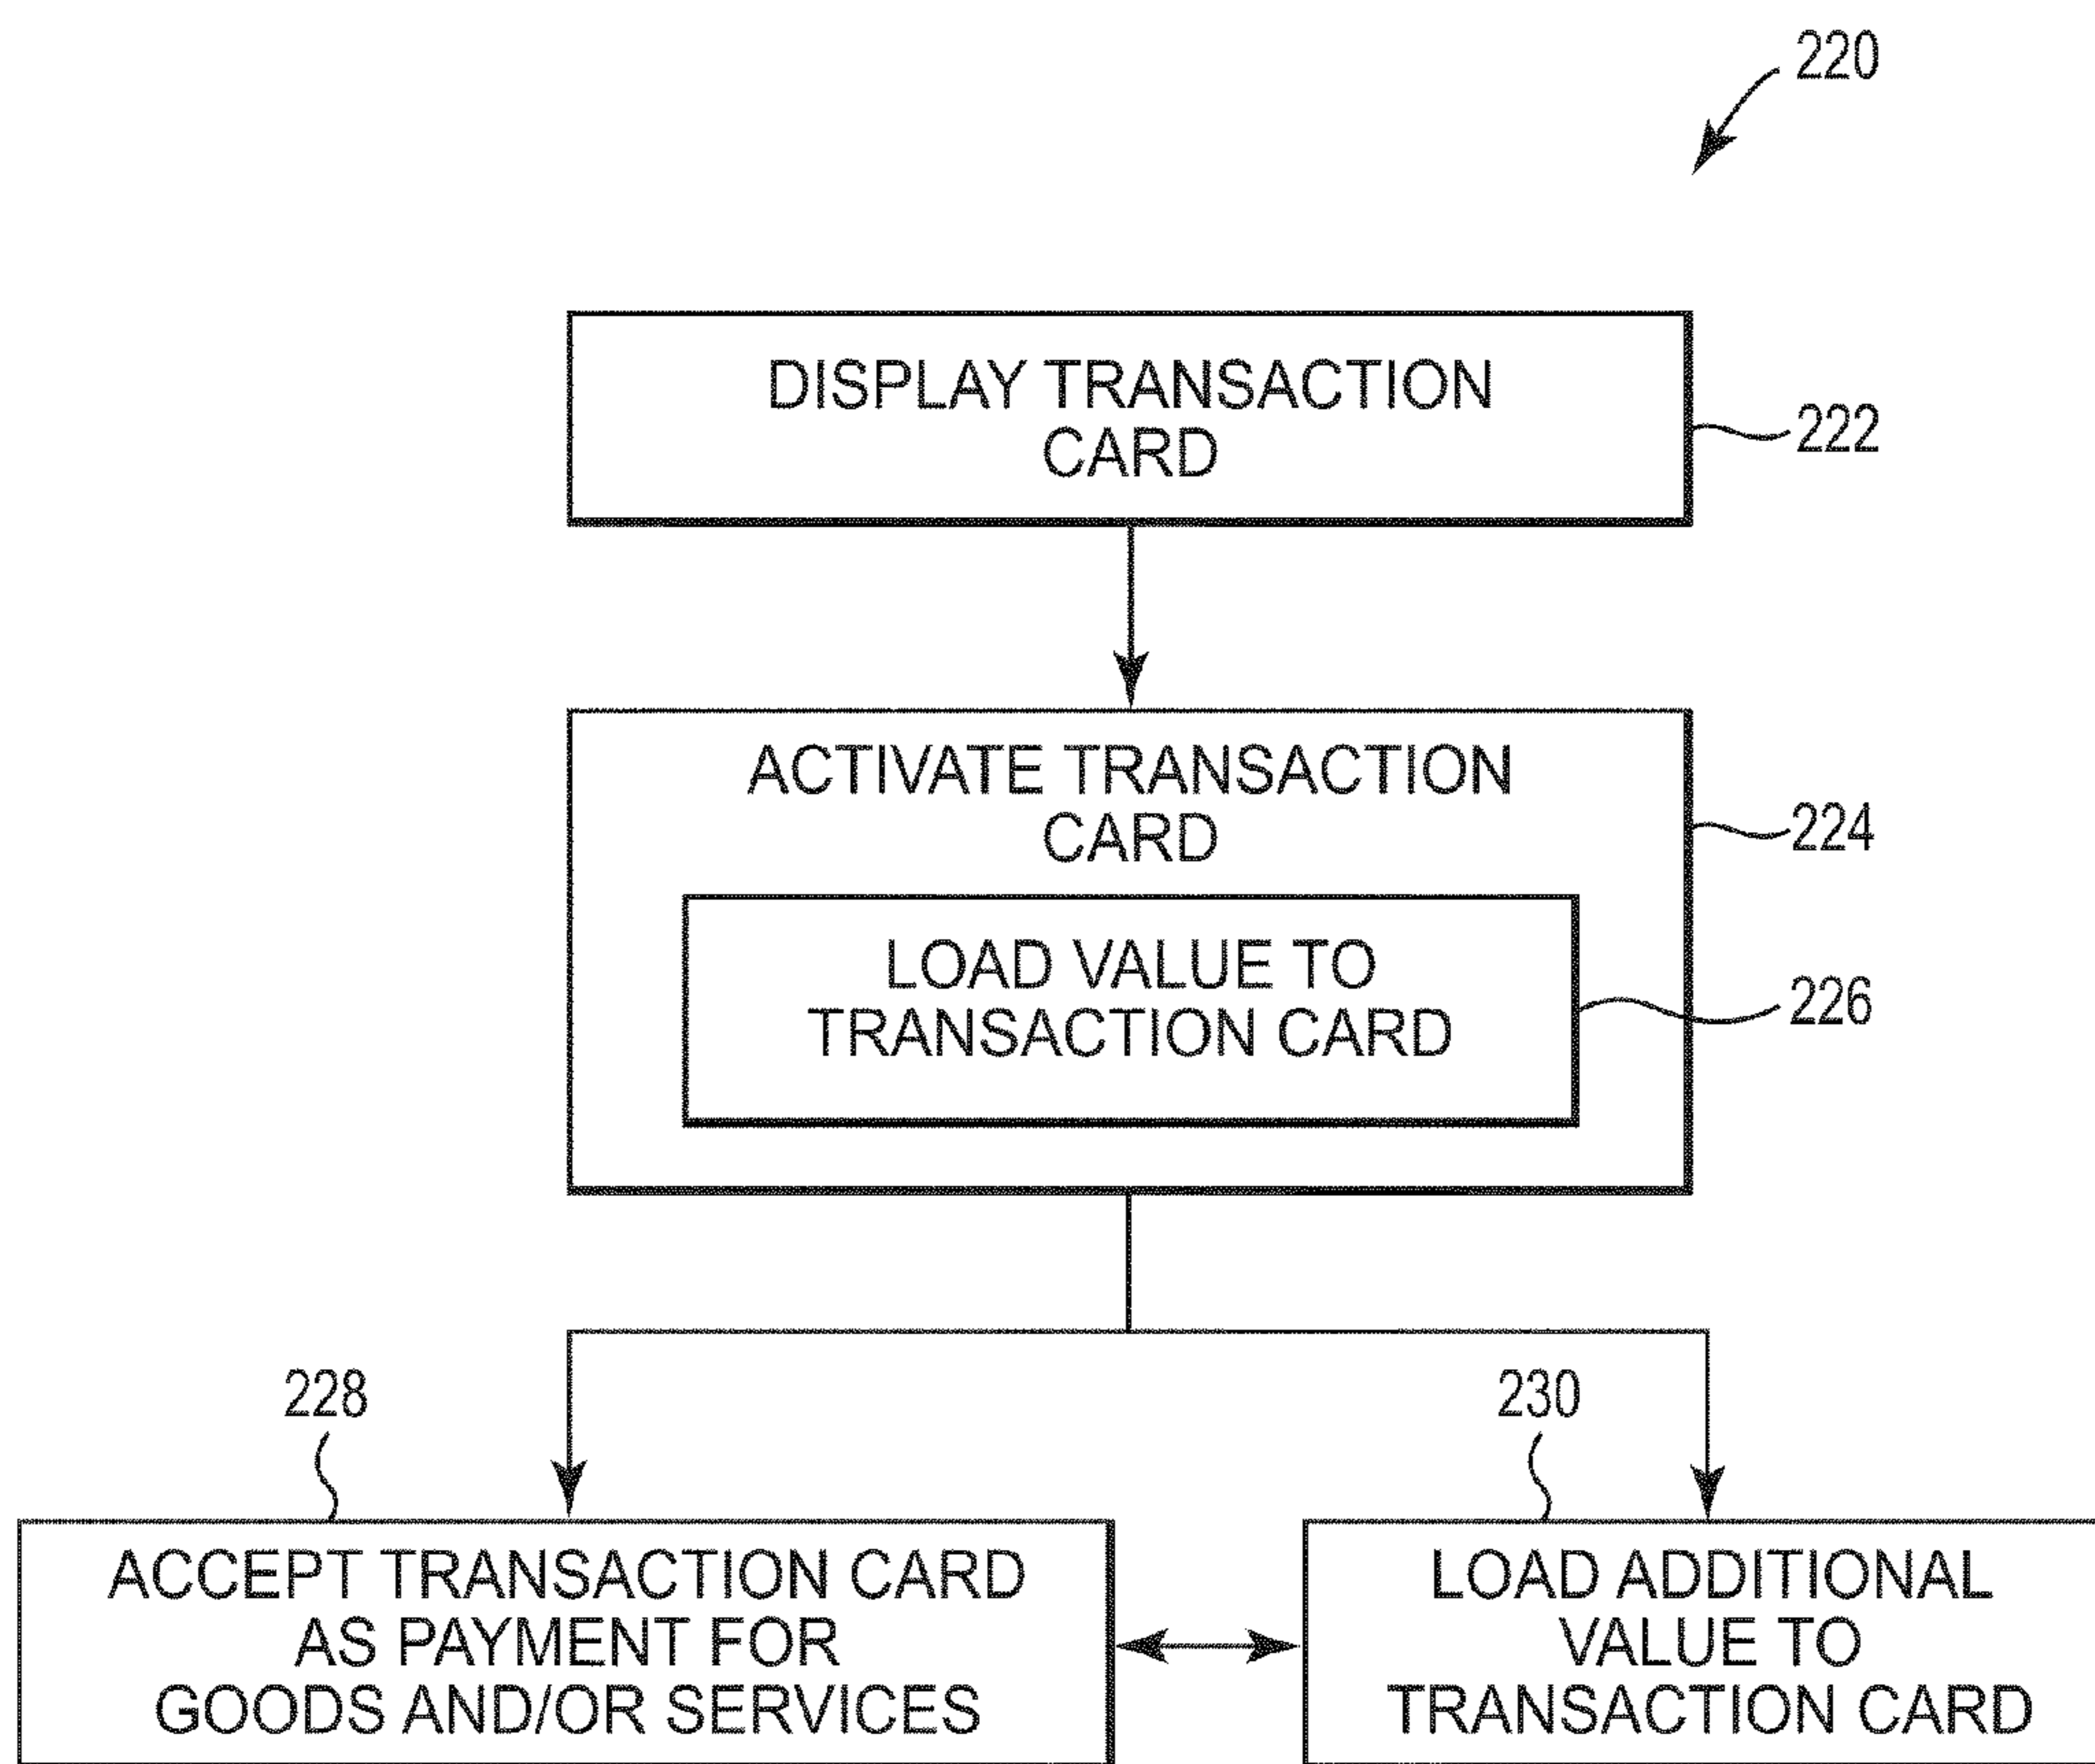 220
DISPLAY TRANSACTION
CARD
222
ACTIVATE TRANSACTION
CARD
224
LOAD VALUE TO
TRANSACTION CARD
226
228
230
ACCEPT TRANSACTION CARD
AS PAYMENT FOR
GOODS AND/OR SERVICES
LOAD ADDITIONAL
VALUE TO
TRANSACTION CARD